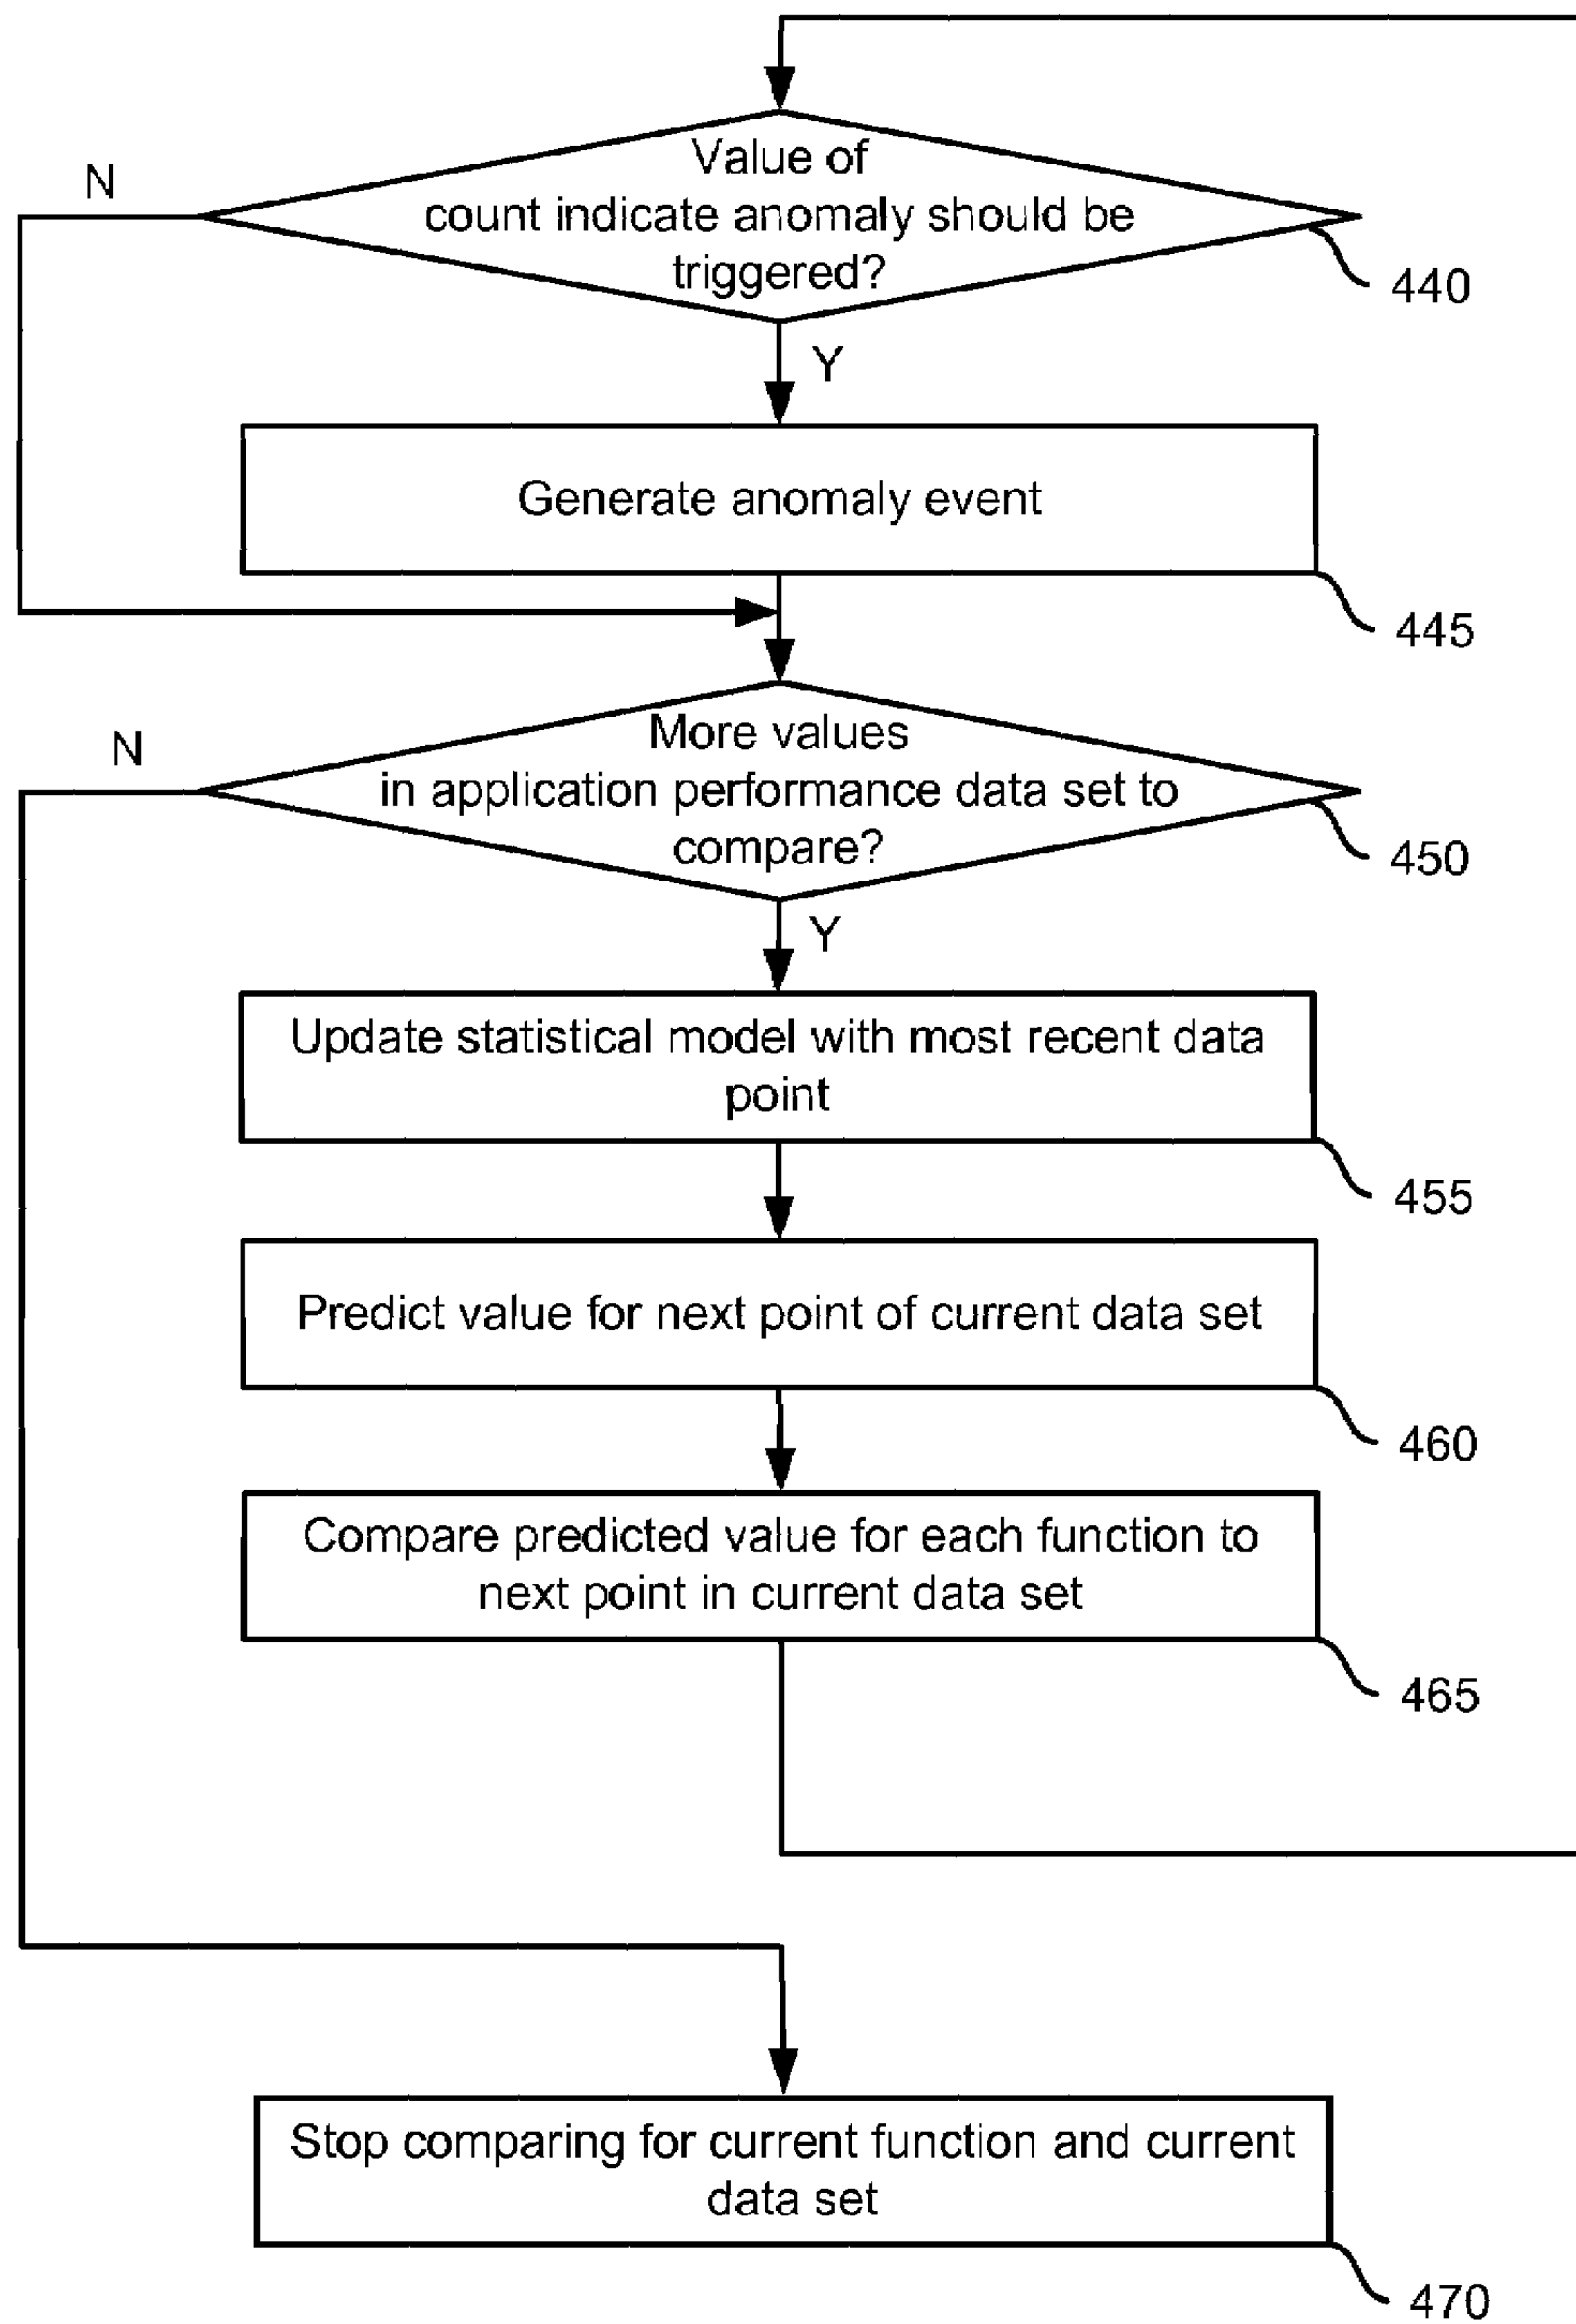 Value of
N
count indicate anomaly should be
triggered?
440
Y
Generate anomaly event
445
More values
N
in application performance data set to
compare?
450
Y
Update statistical model with most recent data
point
455
Predict value for next point of current data set
460
Compare predicted value for each function to
next point in current data set
465
Stop comparing for current function and current
data set
470